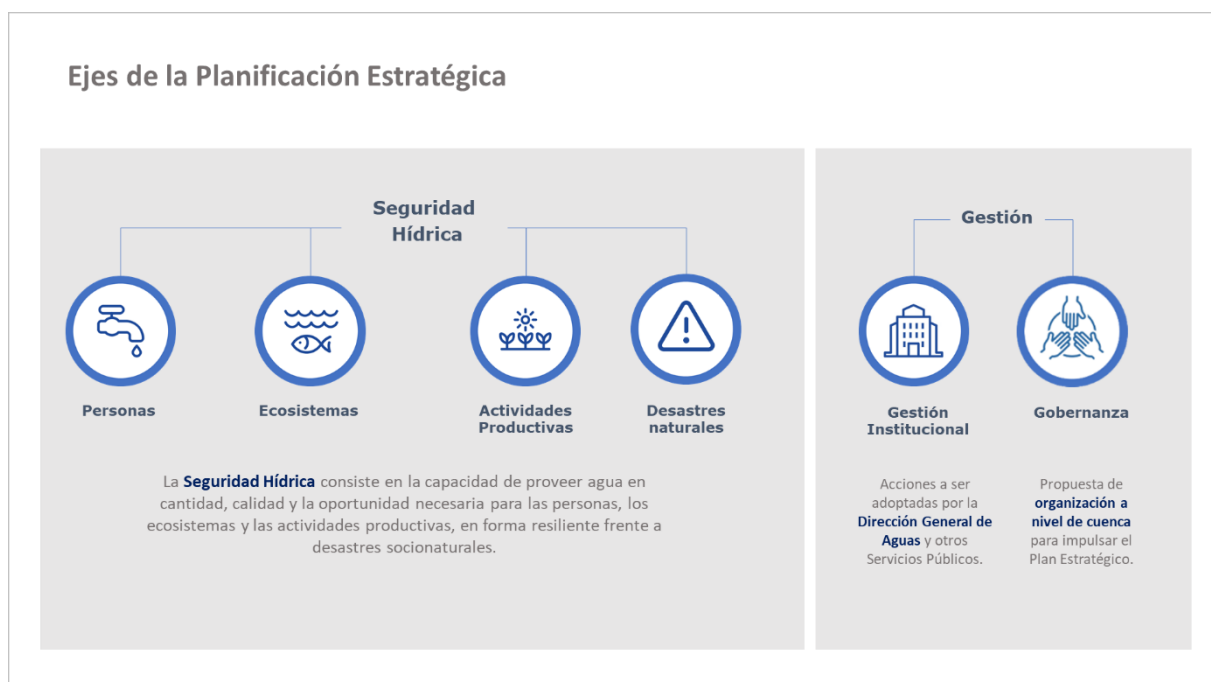 Ejes de la Planificación Estratégica
Seguridad
Hídrica
Personas
Ecosistemas
Actividades
Productivas
Desastres
naturales
La Seguridad Hídrica consiste en la capacidad de proveer agua en
cantidad, calidad y la oportunidad necesaria para las personas, los
ecosistemas y las actividades productivas, en forma resiliente frente a
desastres socionaturales.
Gestión
Gestión
Institucional
Gobernanza
Acciones a ser
adoptadas por la
Dirección General de
Aguas y otros
Servicios Públicos.
Propuesta de
organización a
nivel de cuenca
para impulsar el
Plan Estratégico.